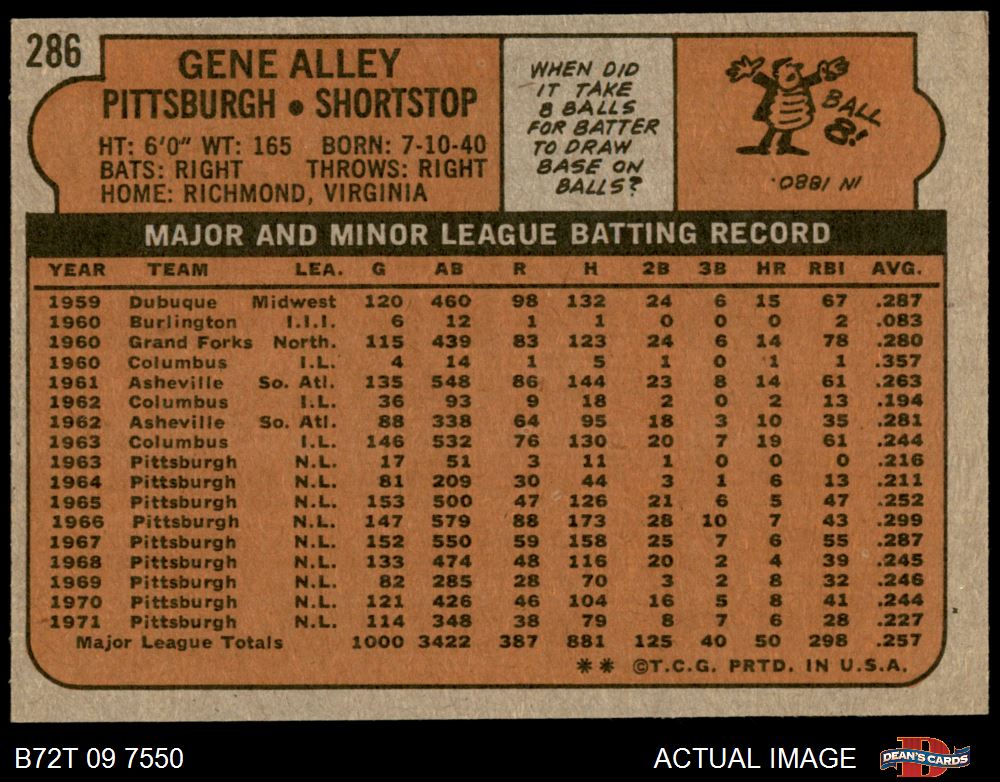 286
GENE ALLEY
PITTSBURGH • SHORTSTOP
HT: 6'0" WT: 165 BORN: 7-10-40
BATS: RIGHT THROWS: RIGHT
HOME: RICHMOND, VIRGINIA
WHEN DID
IT TAKE
8 BALLS
FOR BATTER
TO DRAW
BASE ON
BALLS?
BALL
8!
IN 1880.
MAJOR AND MINOR LEAGUE BATTING RECORD
YEAR TEAM LEA. G AB R H 2B 3B HR RBI AVG.
1959 Dubuque Midwest 120 460 98 132 24 6 15 67 .287
1960 Burlington I.I.I. 6 12 1 1 0 0 0 2 .083
1960 Grand Forks North. 115 439 83 123 24 6 14 78 .280
1960 Columbus I.L. 4 14 1 5 1 0 1 1 .357
1961 Asheville So. Atl. 135 548 86 144 23 8 14 61 .263
1962 Columbus I.L. 36 93 9 18 2 0 2 13 .194
1962 Asheville So. Atl. 88 338 64 95 18 3 10 35 .281
1963 Columbus I.L. 146 532 76 130 20 7 19 61 .244
1963 Pittsburgh N.L. 17 51 3 11 1 0 0 0 .216
1964 Pittsburgh N.L. 81 209 30 44 3 1 6 13 .211
1965 Pittsburgh N.L. 153 500 47 126 21 6 5 47 .252
1966 Pittsburgh N.L. 147 579 88 173 28 10 7 43 .299
1967 Pittsburgh N.L. 152 550 59 158 25 7 6 55 .287
1968 Pittsburgh N.L. 133 474 48 116 20 2 4 39 .245
1969 Pittsburgh N.L. 82 285 28 70 3 2 8 32 .246
1970 Pittsburgh N.L. 121 426 46 104 16 5 8 41 .244
1971 Pittsburgh N.L. 114 348 38 79 8 7 6 28 .227
Major League Totals 1000 3422 387 881 125 40 50 298 .257
** ©T.C.G. PRTD. IN U.S.A.
B72T 09 7550 ACTUAL IMAGE DEAN'S CARDS